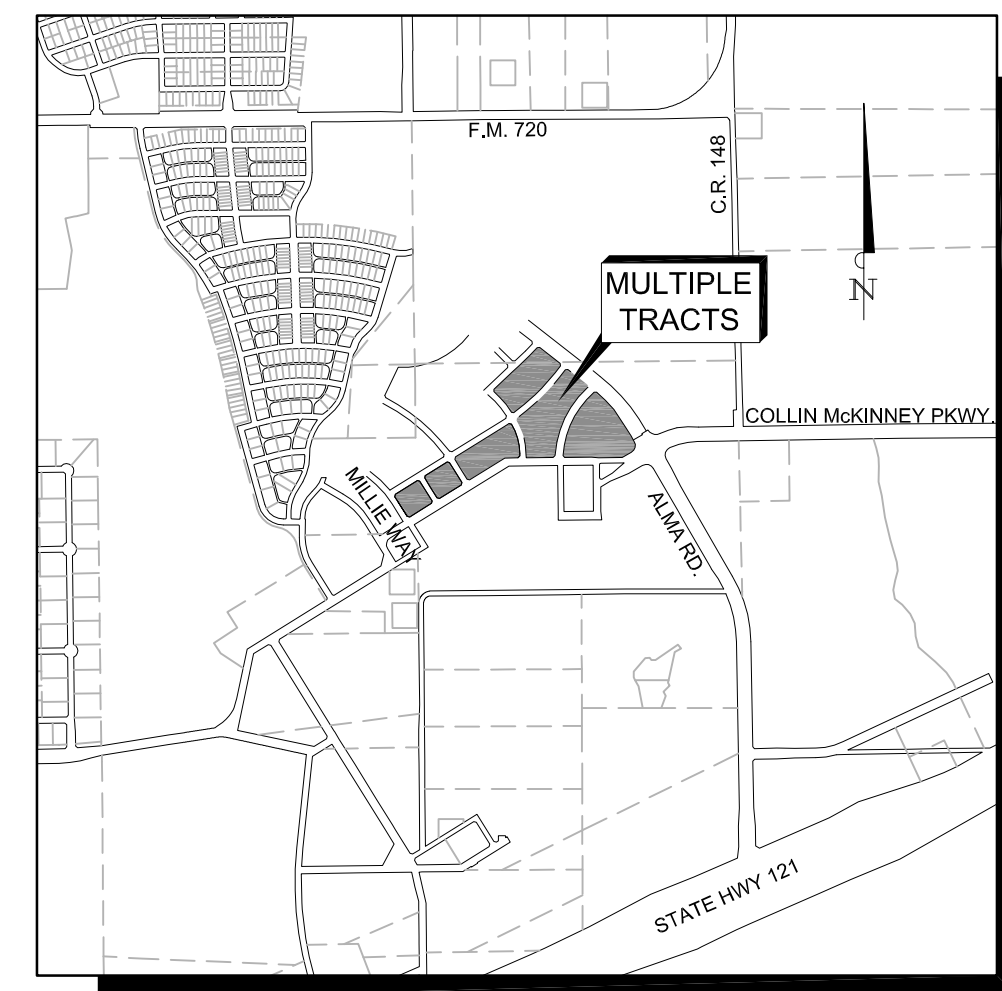 F.M. 720
C.R. 148
MULTIPLE
TRACTS
N
COLLIN McKINNEY PKWY.
MILLIE WAY
ALMA RD.
STATE HWY 121